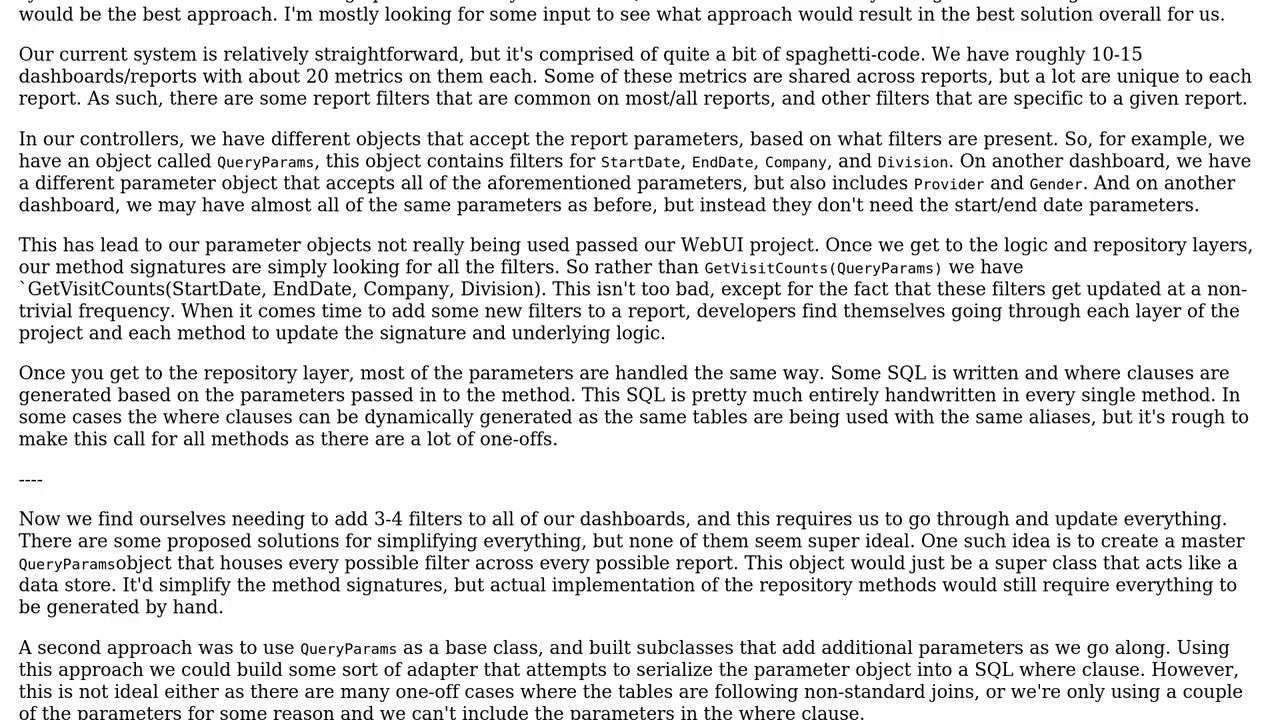 would be the best approach. I'm mostly looking for some input to see what approach would result in the best solution overall for us.
Our current system is relatively straightforward, but it's comprised of quite a bit of spaghetti-code. We have roughly 10-15
dashboards/reports with about 20 metrics on them each. Some of these metrics are shared across reports, but a lot are unique to each
report. As such, there are some report filters that are common on most/all reports, and other filters that are specific to a given report.
In our controllers, we have different objects that accept the report parameters, based on what filters are present. So, for example, we
have an object called QueryParams, this object contains filters for StartDate, EndDate, Company, and Division. On another dashboard, we have
a different parameter object that accepts all of the aforementioned parameters, but also includes Provider and Gender. And on another
dashboard, we may have almost all of the same parameters as before, but instead they don't need the start/end date parameters.
This has lead to our parameter objects not really being used passed our WebUI project. Once we get to the logic and repository layers,
our method signatures are simply looking for all the filters. So rather than GetVisitCounts(QueryParams) we have
`GetVisitCounts(StartDate, EndDate, Company, Division). This isn't too bad, except for the fact that these filters get updated at a non-
trivial frequency. When it comes time to add some new filters to a report, developers find themselves going through each layer of the
project and each method to update the signature and underlying logic.
Once you get to the repository layer, most of the parameters are handled the same way. Some SQL is written and where clauses are
generated based on the parameters passed in to the method. This SQL is pretty much entirely handwritten in every single method. In
some cases the where clauses can be dynamically generated as the same tables are being used with the same aliases, but it's rough to
make this call for all methods as there are a lot of one-offs.
----
Now we find ourselves needing to add 3-4 filters to all of our dashboards, and this requires us to go through and update everything.
There are some proposed solutions for simplifying everything, but none of them seem super ideal. One such idea is to create a master
QueryParamsobject that houses every possible filter across every possible report. This object would just be a super class that acts like a
data store. It'd simplify the method signatures, but actual implementation of the repository methods would still require everything to
be generated by hand.
A second approach was to use QueryParams as a base class, and built subclasses that add additional parameters as we go along. Using
this approach we could build some sort of adapter that attempts to serialize the parameter object into a SQL where clause. However,
this is not ideal either as there are many one-off cases where the tables are following non-standard joins, or we're only using a couple
of the parameters for some reason and we can't include the parameters in the where clause.